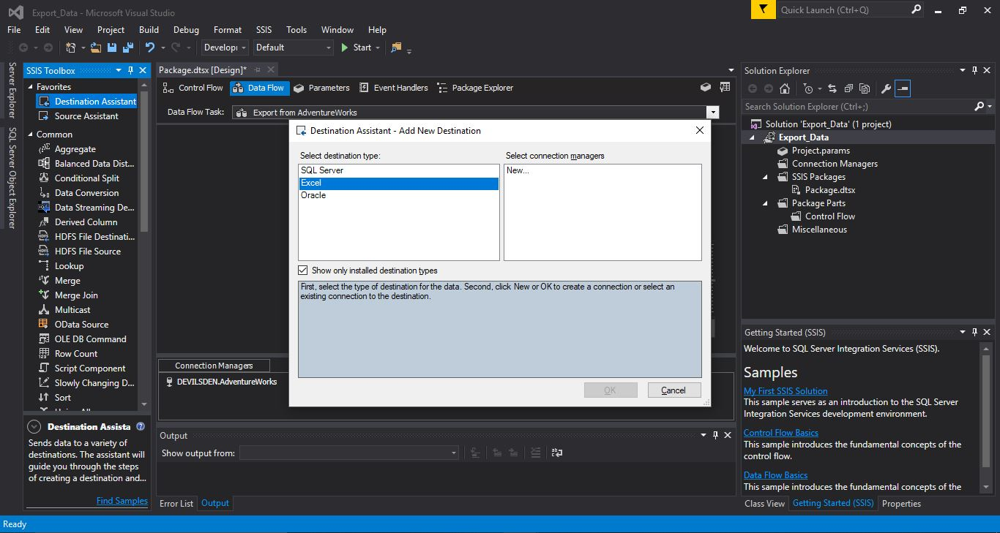 Export_Data - Microsoft Visual Studio
Quick Launch (Ctrl+Q)
File Edit View Project Build Debug Format SSIS Tools Window Help
Default
Start
SSIS Toolbox
Favorites
Destination Assistant
Source Assistant
Common
Aggregate
Balanced Data Dist...
Conditional Split
Data Conversion
Data Streaming De...
Derived Column
HDFS File Destinati...
HDFS File Source
Lookup
Merge
Merge Join
Multicast
OData Source
OLE DB Command
Row Count
Script Component
Slowly Changing D...
Sort
Destination Assista
Sends data to a variety of
destinations. The assistant will
guide you through the steps
of creating a destination and...
Find Samples
Server Explorer
SQL Server Object Explorer
Package.dtsx [Design]*
Control Flow
Data Flow
Parameters
Event Handlers
Package Explorer
Data Flow Task:
Export from AdventureWorks
Destination Assistant - Add New Destination
Select destination type:
SQL Server
Excel
Oracle
Select connection managers
New...
Show only installed destination types
First, select the type of destination for the data. Second, click New or OK to create a connection or select an
existing connection to the destination.
OK
Cancel
Connection Managers
DEVILSDEN.AdventureWorks
Output
Show output from:
Error List
Output
Solution Explorer
Search Solution Explorer (Ctrl+;)
Solution 'Export_Data' (1 project)
Export_Data
Project.params
Connection Managers
SSIS Packages
Package.dtsx
Package Parts
Control Flow
Miscellaneous
Getting Started (SSIS)
Welcome to SQL Server Integration Services (SSIS).
Samples
My First SSIS Solution
This sample serves as an introduction to the SQL Server
Integration Services development environment.
Control Flow Basics
This sample introduces the fundamental concepts of the
control flow.
Data Flow Basics
This sample introduces the fundamental concepts of the
Class View
Getting Started (SSIS)
Properties
Ready